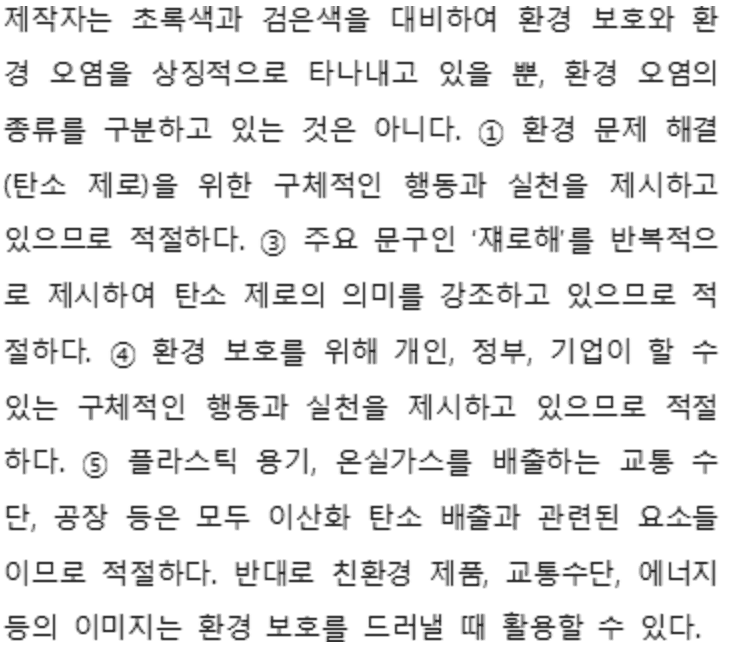 제작자는 초록색과 검은색을 대비하여 환경 보호와 환
경 오염을 상징적으로 타나내고 있을 뿐, 환경 오염의
종류를 구분하고 있는 것은 아니다. ① 환경 문제 해결
(탄소 제로)을 위한 구체적인 행동과 실천을 제시하고
있으므로 적절하다. ③ 주요 문구인 ‘쟤로해’를 반복적으
로 제시하여 탄소 제로의 의미를 강조하고 있으므로 적
절하다. ④ 환경 보호를 위해 개인, 정부, 기업이 할 수
있는 구체적인 행동과 실천을 제시하고 있으므로 적절
하다. ⑤ 플라스틱 용기, 온실가스를 배출하는 교통 수
단, 공장 등은 모두 이산화 탄소 배출과 관련된 요소들
이므로 적절하다. 반대로 친환경 제품, 교통수단, 에너지
등의 이미지는 환경 보호를 드러낼 때 활용할 수 있다.